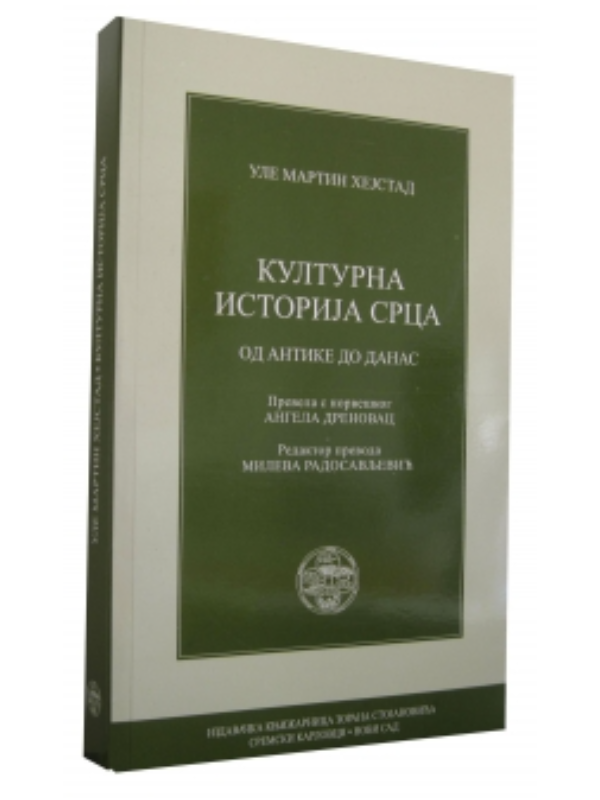 УЛЕ МАРТИН ХЕЈСТАД
КУЛТУРНА
ИСТОРИЈА СРЦА
ОД АНТИКЕ ДО ДАНАС
Превела с норвешког
АНГЕЛА ДРЕНОВАЦ
Редактор превода
МИЛЕВА РАДОСАВЉЕВИЋ
ИЗДАВАЧКА КЊИЖАРНИЦА ЗОРАНА СТОЈАНОВИЋА
СРЕМСКИ КАРЛОВЦИ • НОВИ САД
УЛЕ МАРТИН ХЕЈСТАД • КУЛТУРНА ИСТОРИЈА СРЦА